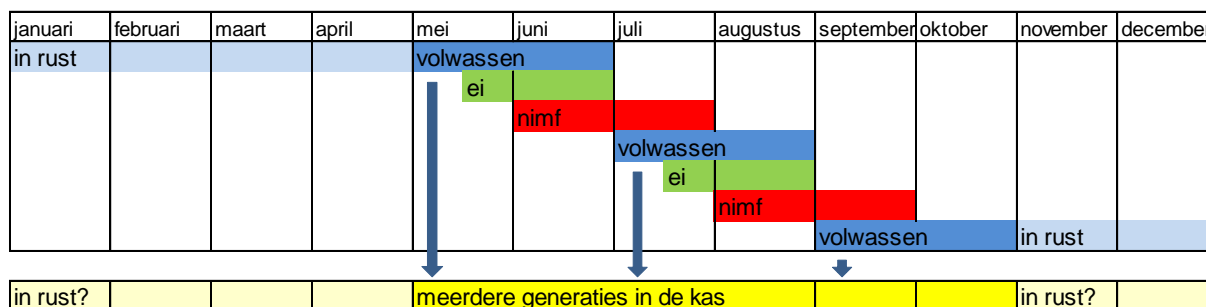 januari februari maart april mei juni juli augustus september oktober november december
in rust volwassen
ei
nimf
volwassen
ei
nimf
volwassen in rust
in rust? meerdere generaties in de kas in rust?